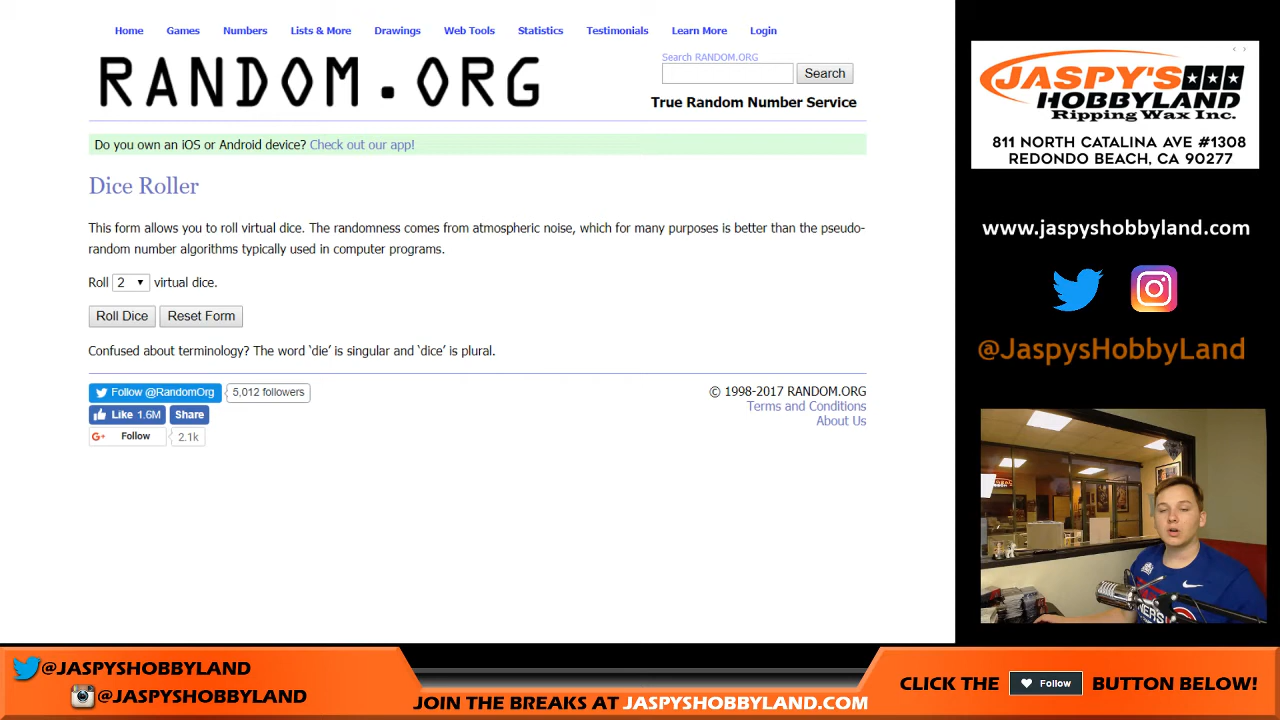 Home Games Numbers Lists & More Drawings Web Tools Statistics Testimonials Learn More Login
RANDOM.ORG
Search RANDOM.ORG
Search
True Random Number Service
Do you own an iOS or Android device? Check out our app!
Dice Roller
This form allows you to roll virtual dice. The randomness comes from atmospheric noise, which for many purposes is better than the pseudo-
random number algorithms typically used in computer programs.
Roll 2 virtual dice.
Roll Dice Reset Form
Confused about terminology? The word 'die' is singular and 'dice' is plural.
Follow @RandomOrg 5,012 followers
Like 1.6M Share
G+ Follow 2.1k
© 1998-2017 RANDOM.ORG
Terms and Conditions
About Us
JASPY'S
HOBBYLAND
Ripping Wax Inc.
811 NORTH CATALINA AVE #1308
REDONDO BEACH, CA 90277
www.jaspyshobbyland.com
@JaspysHobbyLand
@JASPYSHOBBYLAND
@JASPYSHOBBYLAND
JOIN THE BREAKS AT JASPYSHOBBYLAND.COM
CLICK THE Follow BUTTON BELOW!